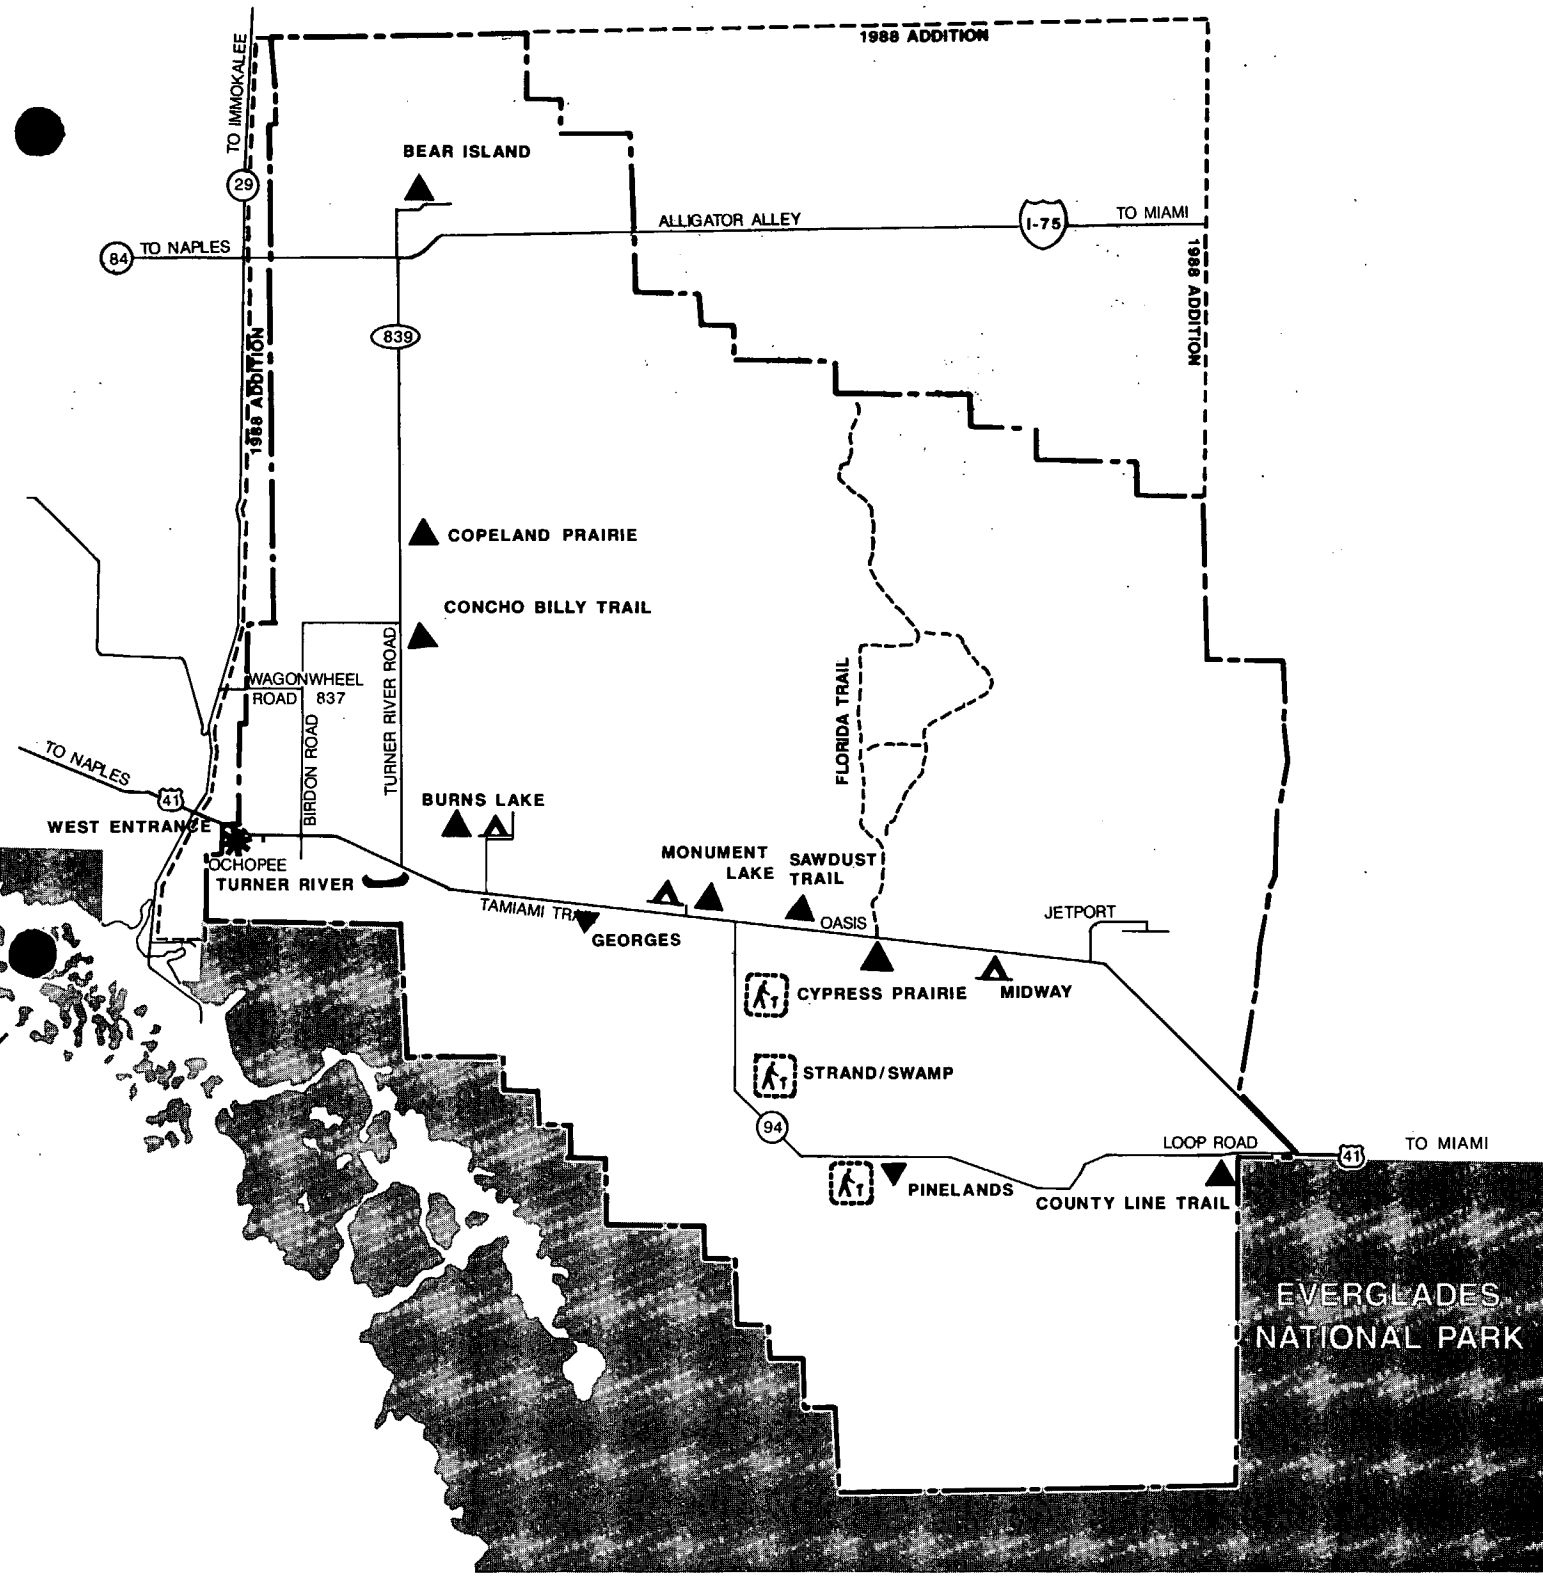 1988 ADDITION
TO IMMOKALEE
BEAR ISLAND
29
ALLIGATOR ALLEY
I-75
TO MIAMI
84
TO NAPLES
1988 ADDITION
839
1988 ADDITION
COPELAND PRAIRIE
CONCHO BILLY TRAIL
WAGONWHEEL
ROAD 837
TURNER RIVER ROAD
FLORIDA TRAIL
BIRDON ROAD
TO NAPLES
41
BURNS LAKE
WEST ENTRANCE
MONUMENT
LAKE
SAWDUST
TRAIL
OCHOPEE
TURNER RIVER
TAMIAMI TRAIL
OASIS
JETPORT
GEORGES
CYPRESS PRAIRIE
MIDWAY
STRAND/SWAMP
94
LOOP ROAD
41
TO MIAMI
PINELANDS
COUNTY LINE TRAIL
EVERGLADES
NATIONAL PARK